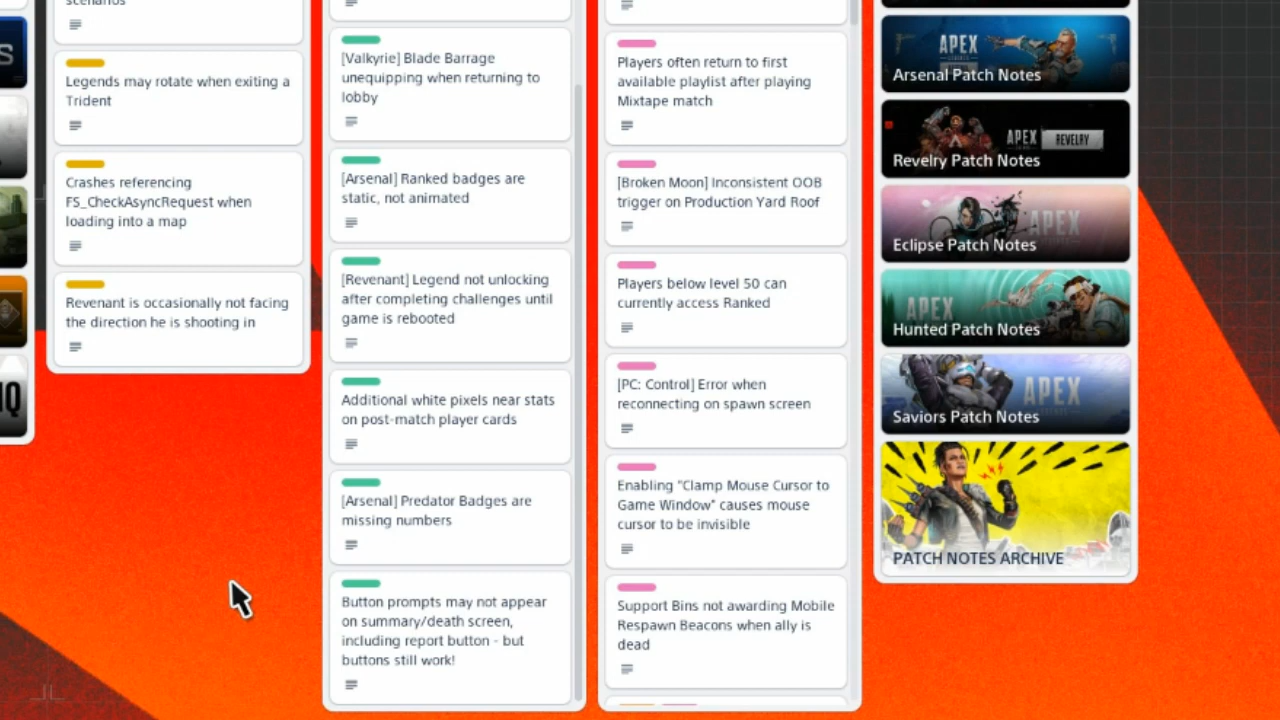 scenarios
Legends may rotate when exiting a
Trident
Crashes referencing
FS_CheckAsyncRequest when
loading into a map
Revenant is occasionally not facing
the direction he is shooting in
[Valkyrie] Blade Barrage
unequipping when returning to
lobby
[Arsenal] Ranked badges are
static, not animated
[Revenant] Legend not unlocking
after completing challenges until
game is rebooted
Additional white pixels near stats
on post-match player cards
[Arsenal] Predator Badges are
missing numbers
Button prompts may not appear
on summary/death screen,
including report button - but
buttons still work!
Players often return to first
available playlist after playing
Mixtape match
[Broken Moon] Inconsistent OOB
trigger on Production Yard Roof
Players below level 50 can
currently access Ranked
[PC: Control] Error when
reconnecting on spawn screen
Enabling "Clamp Mouse Cursor to
Game Window" causes mouse
cursor to be invisible
Support Bins not awarding Mobile
Respawn Beacons when ally is
dead
APEX
Arsenal Patch Notes
APEX REVELRY
Revelry Patch Notes
APEX
Eclipse Patch Notes
APEX
Hunted Patch Notes
APEX
Saviors Patch Notes
PATCH NOTES ARCHIVE